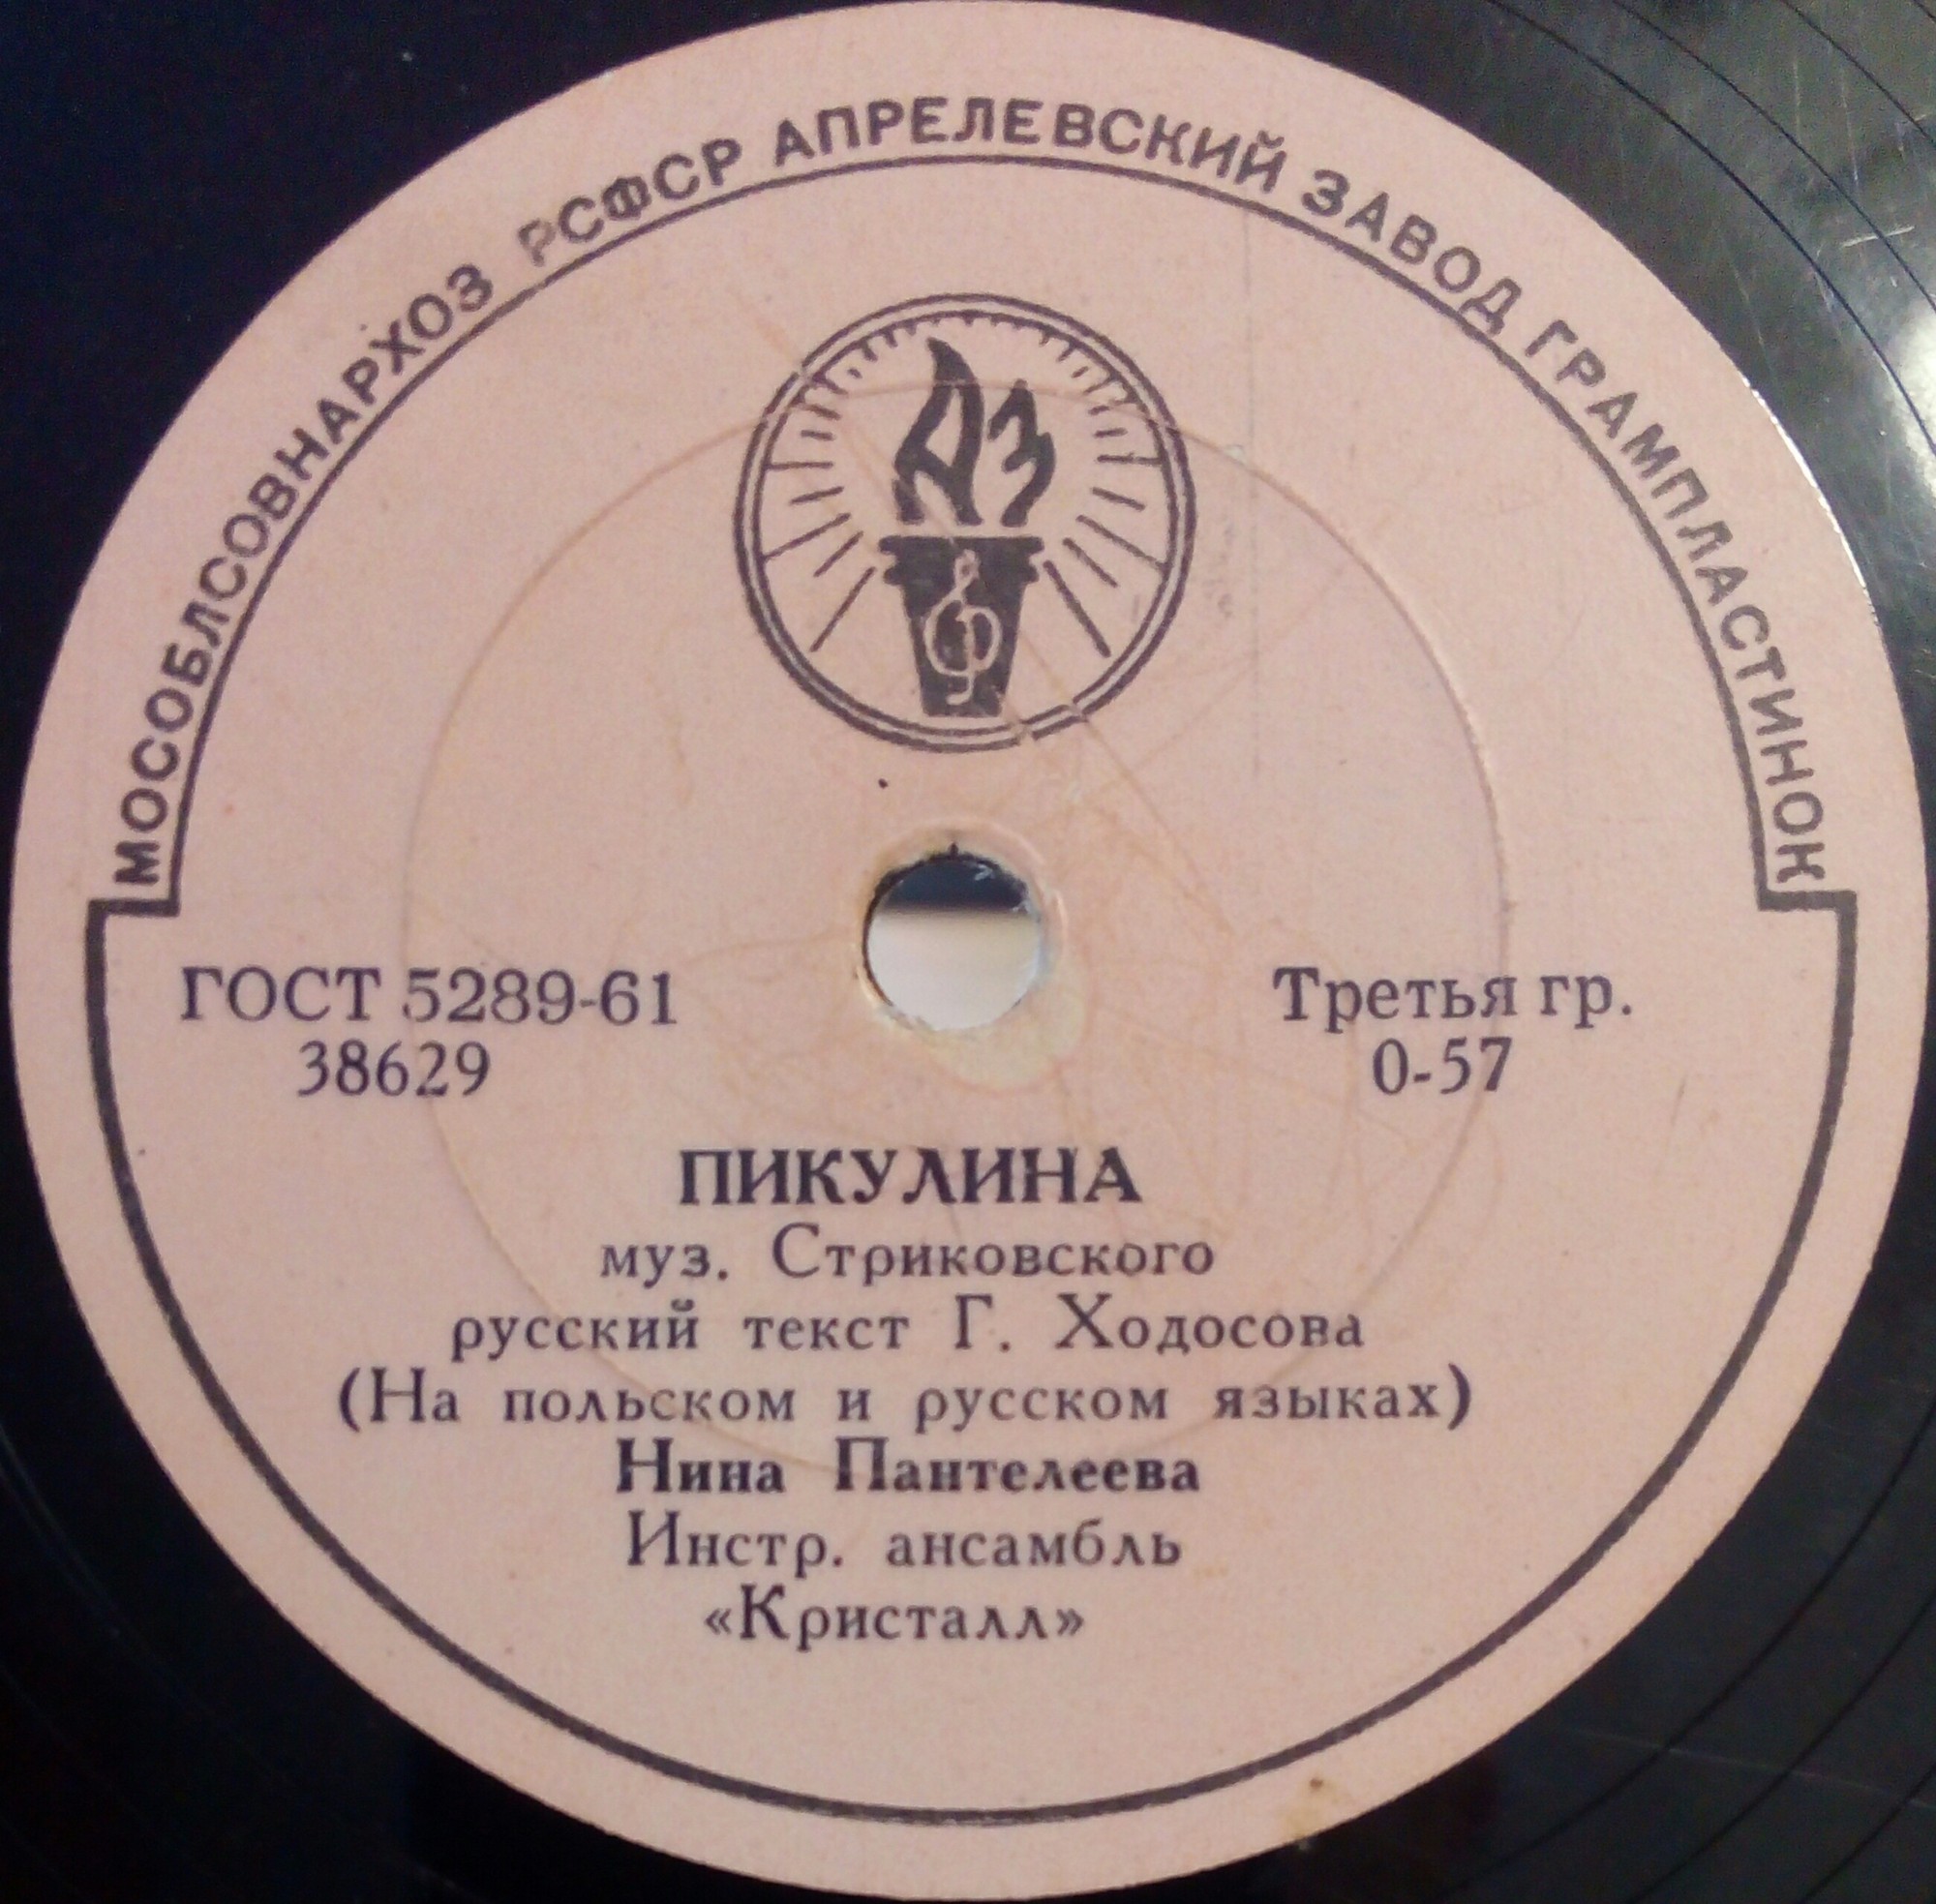 МОСОБЛСОВНАРХОЗ РСФСР АПРЕЛЕВСКИЙ ЗАВОД ГРАМПЛАСТИНОК
АЗ
ГОСТ 5289-61
38629
Третья гр.
0-57
ПИКУЛИНА
муз. Стриковского
русский текст Г. Ходосова
(На польском и русском языках)
Нина Пантелеева
Инстр. ансамбль
«Кристалл»